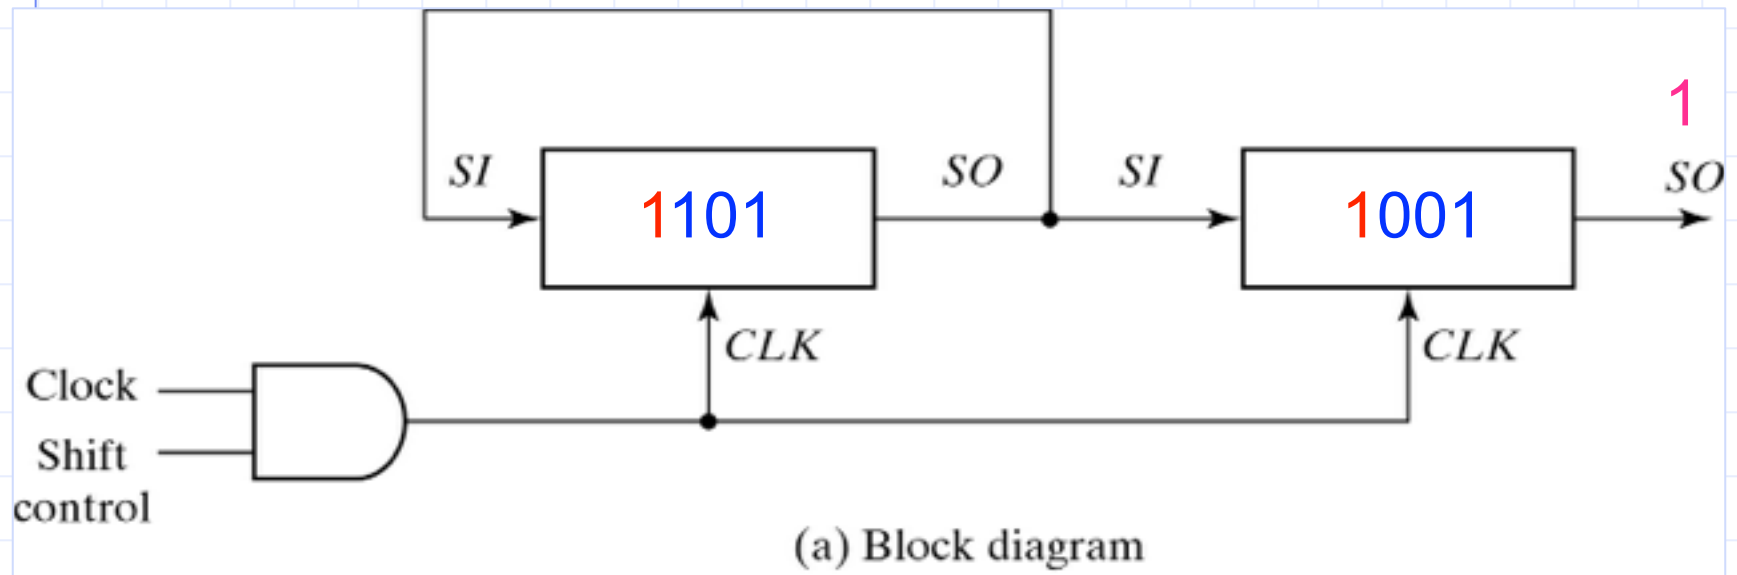 1
SI
1101
SO
SI
1001
SO
CLK
CLK
Clock
Shift
control
(a) Block diagram